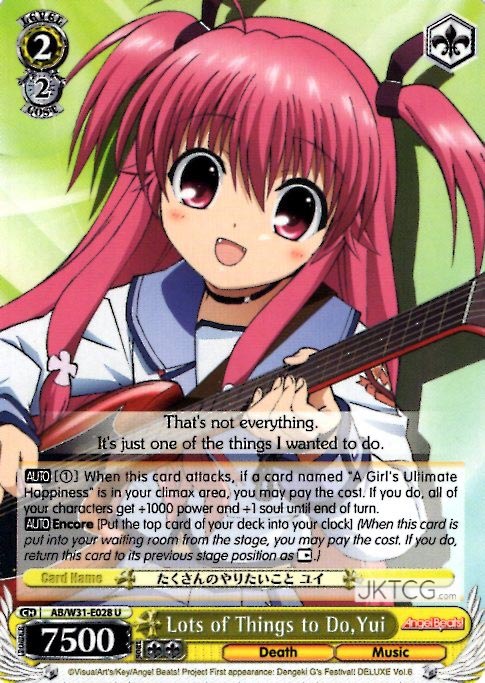 LEVEL
2
2
COST
That's not everything.
It's just one of the things I wanted to do.
AUTO [①] When this card attacks, if a card named "A Girl's Ultimate
Happiness" is in your climax area, you may pay the cost. If you do, all of
your characters get +1000 power and +1 soul until end of turn.
AUTO Encore [Put the top card of your deck into your clock] (When this card is
put into your waiting room from the stage, you may pay the cost. If you do,
return this card to its previous stage position as .)
Card Name たくさんのやりたいこと ユイ
JKTCG.com
CH AB/W31-E028 U
POWER 7500 SOUL
Lots of Things to Do,Yui
Angel Beats!
Death Music
©Visual Art's/Key/Angel Beats! Project First appearance: Dengeki G's Festival! DELUXE Vol.6